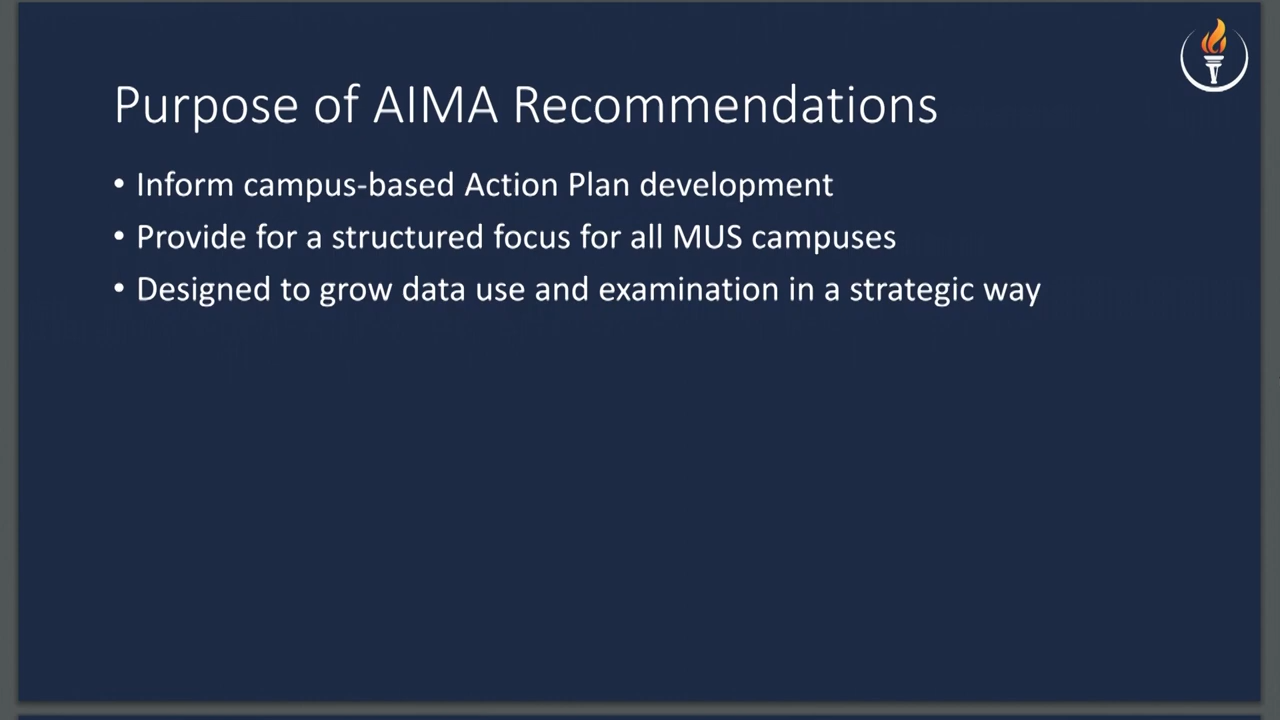 Purpose of AIMA Recommendations
• Inform campus-based Action Plan development
• Provide for a structured focus for all MUS campuses
• Designed to grow data use and examination in a strategic way